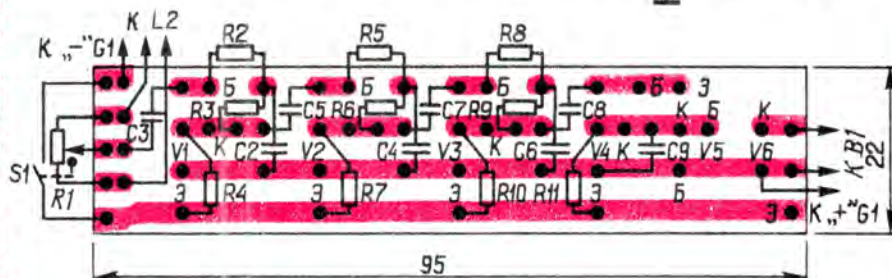 К „–"G1 К L2 R2 R5 R8
Б Б Б Б Э
C3 R3 C5 R6 C7 R9 C8 К Б К
V1 К C2 V2 C4 V3 К C6 V4 К C9 V5 V6 К B1
S1 R1 Э R4 Э R7 Э R10 R11 Э Б 22
Э К „+"G1
95